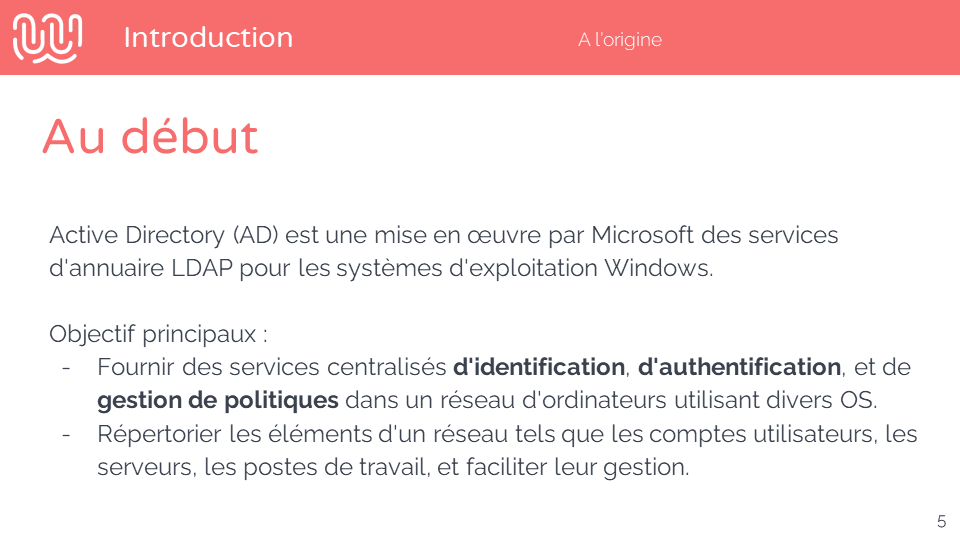 Introduction
A l'origine
Au début
Active Directory (AD) est une mise en œuvre par Microsoft des services
d'annuaire LDAP pour les systèmes d'exploitation Windows.
Objectif principaux :
- Fournir des services centralisés d'identification, d'authentification, et de
gestion de politiques dans un réseau d'ordinateurs utilisant divers OS.
- Répertorier les éléments d'un réseau tels que les comptes utilisateurs, les
serveurs, les postes de travail, et faciliter leur gestion.
5